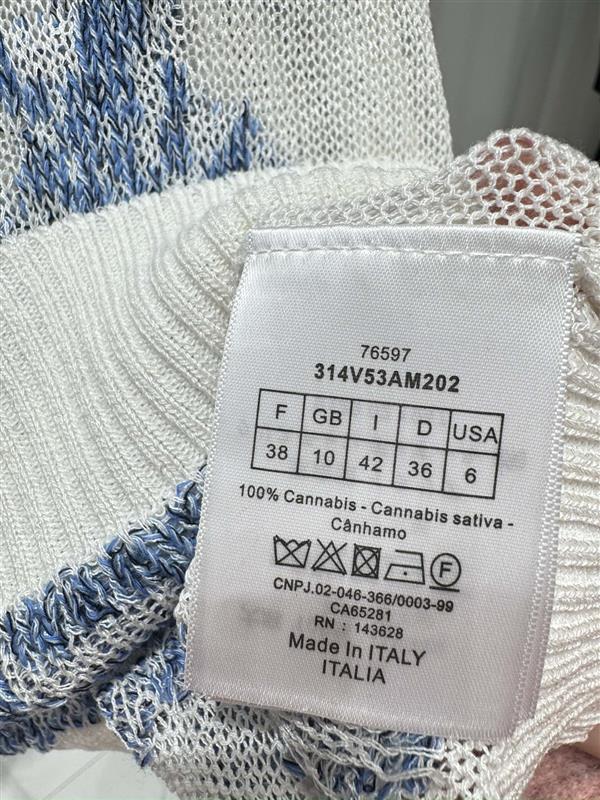 76597
314V53AM202
F GB I D USA
38 10 42 36 6
100% Cannabis - Cannabis sativa -
Cânhamo
F
CNPJ.02-046-366/0003-99
CA65281
RN : 143628
Made In ITALY
ITALIA